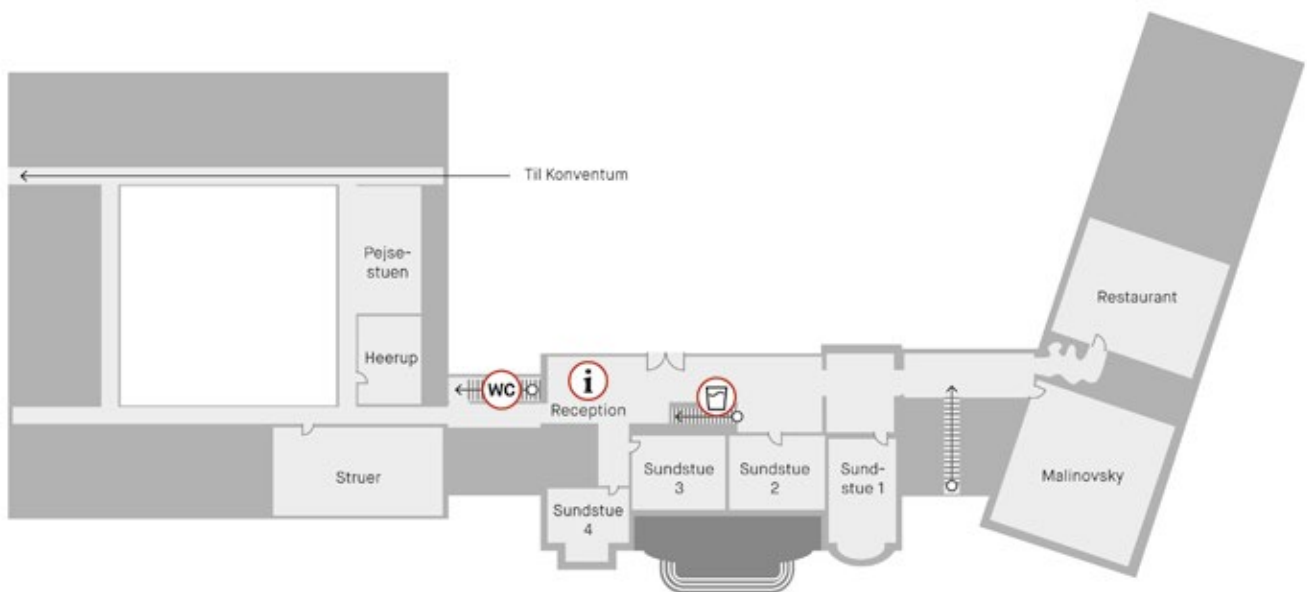 Til Konventum
Pejse-
stuen
Restaurant
Heerup
WC
i
Reception
Struer
Sundstue
3
Sundstue
2
Sund-
stue 1
Malinovsky
Sundstue
4